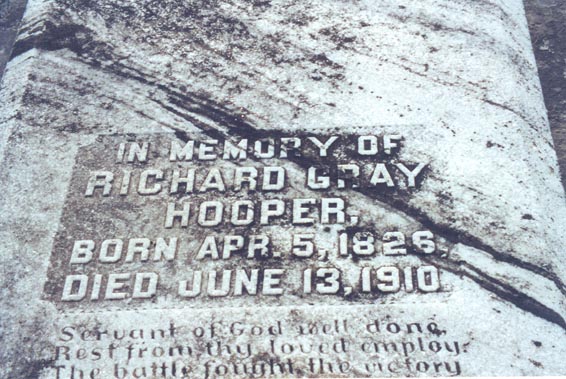 IN MEMORY OF
RICHARD GRAY
HOOPER,
BORN APR. 5, 1826,
DIED JUNE 13, 1910
Servant of God well done,
Rest from thy loved employ:
The battle fought, the victory